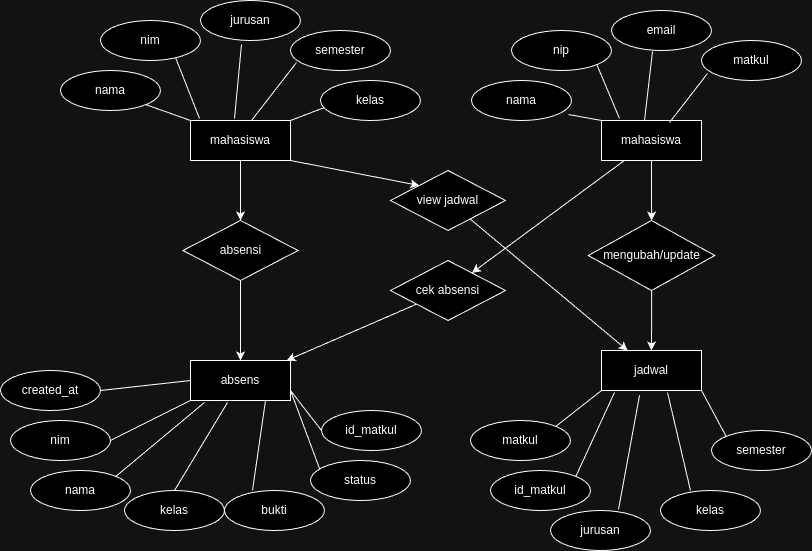 jurusan
nim
semester
nama
kelas
mahasiswa
email
nip
matkul
nama
mahasiswa
view jadwal
absensi
mengubah/update
cek absensi
absens
jadwal
created_at
nim
nama
kelas
bukti
status
id_matkul
matkul
id_matkul
jurusan
kelas
semester